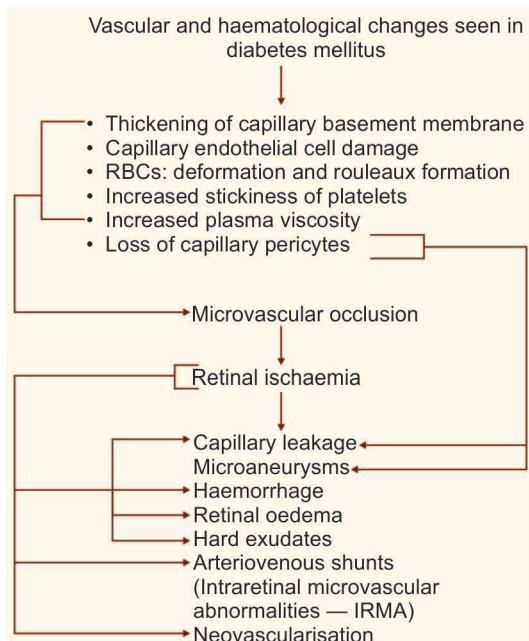 Vascular and haematological changes seen in
diabetes mellitus
• Thickening of capillary basement membrane
• Capillary endothelial cell damage
• RBCs: deformation and rouleaux formation
• Increased stickiness of platelets
• Increased plasma viscosity
• Loss of capillary pericytes
Microvascular occlusion
Retinal ischaemia
Capillary leakage
Microaneurysms
Haemorrhage
Retinal oedema
Hard exudates
Arteriovenous shunts
(Intraretinal microvascular
abnormalities — IRMA)
Neovascularisation